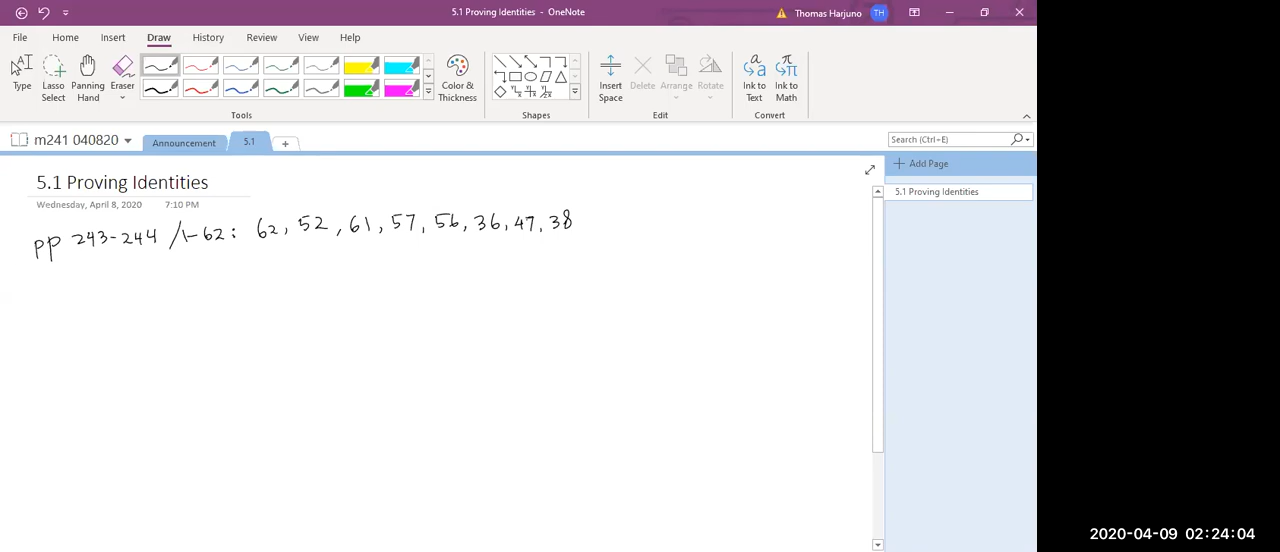 5.1 Proving Identities - OneNote
Thomas Harjuno
TH
File Home Insert Draw History Review View Help
Type
Lasso Select
Panning Hand
Eraser
Color & Thickness
Insert Space
Delete
Arrange
Rotate
Ink to Text
Ink to Math
Tools
Shapes
Edit
Convert
m241 040820
Announcement
5.1
Search (Ctrl+E)
Add Page
5.1 Proving Identities
5.1 Proving Identities
Wednesday, April 8, 2020 7:10 PM
pp 243-244 /1-62: 62, 52, 61, 57, 56, 36, 47, 38
2020-04-09 02:24:04